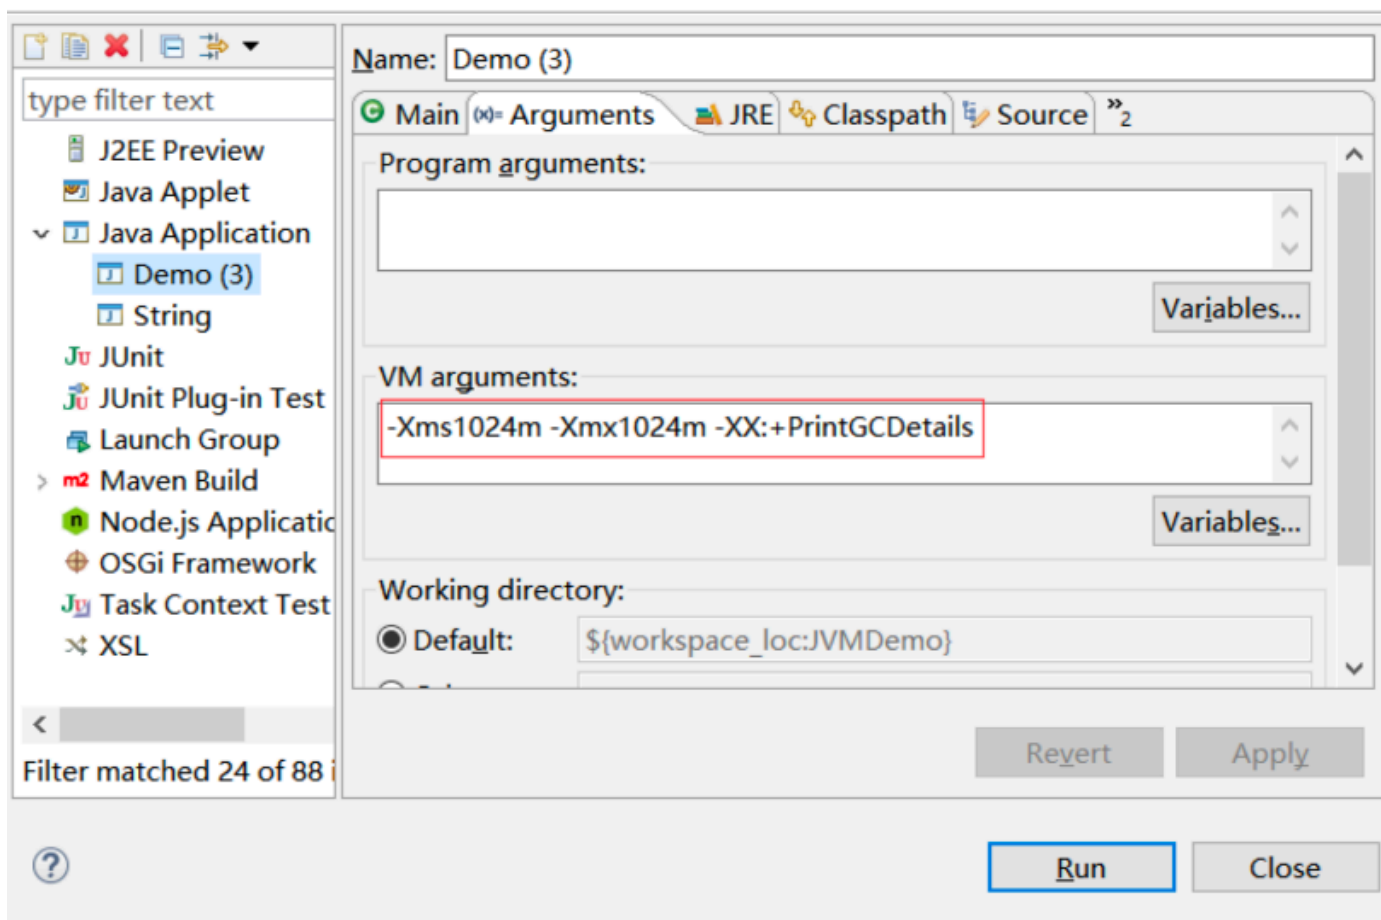 Name: Demo (3)
type filter text
Main
(x)= Arguments
JRE
Classpath
Source
»2
J2EE Preview
Java Applet
Java Application
Demo (3)
String
Ju JUnit
JUnit Plug-in Test
Launch Group
m2 Maven Build
Node.js Applicatio
OSGi Framework
Task Context Test
XSL
Filter matched 24 of 88 i
Program arguments:
Variables...
VM arguments:
-Xms1024m -Xmx1024m -XX:+PrintGCDetails
Variables...
Working directory:
Default: ${workspace_loc:JVMDemo}
Revert
Apply
Run
Close